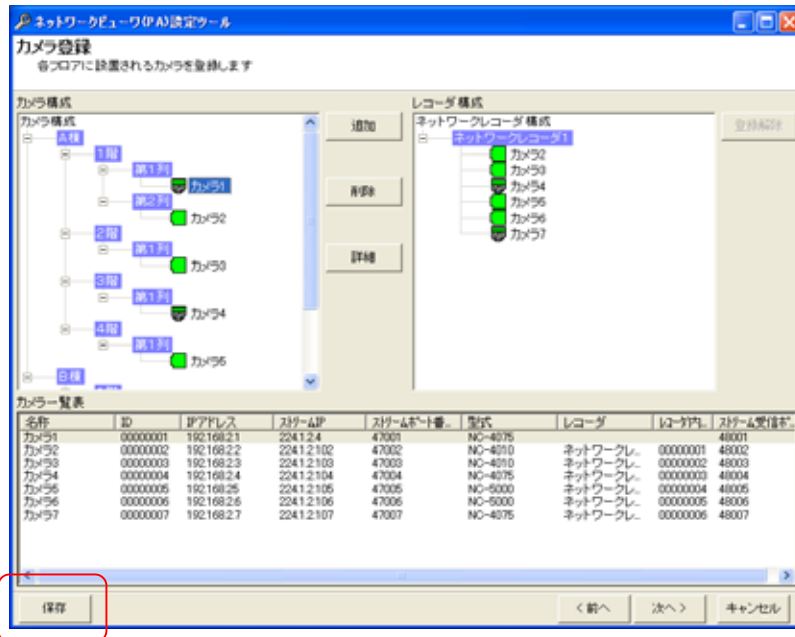 ネットワークビューワ(PA)設定ツール
カメラ登録
各フロアに設置されるカメラを登録します
カメラ構成
カメラ構成
A棟
1階
第1列
カメラ1
第2列
カメラ2
2階
第1列
カメラ3
3階
第1列
カメラ4
4階
第1列
B棟
追加
削除
詳細
レコーダ構成
ネットワークレコーダ構成
ネットワークレコーダ1
カメラ2
カメラ3
カメラ4
カメラ5
カメラ6
カメラ7
登録解除
カメラ一覧表
名称 ID IPアドレス ストリームIP ストリームポート番.. 型式 レコーダ レコーダ内.. ストリーム受信ポ..
カメラ1 00000001 192.168.2.1 224.1.2.4 47001 NC-4075 48001
カメラ2 00000002 192.168.2.2 224.1.2.102 47002 NC-4010 ネットワークレ.. 00000001 48002
カメラ3 00000003 192.168.2.3 224.1.2.103 47003 NC-4010 ネットワークレ.. 00000002 48003
カメラ4 00000004 192.168.2.4 224.1.2.104 47004 NC-4075 ネットワークレ.. 00000003 48004
カメラ5 00000005 192.168.2.5 224.1.2.105 47005 NC-5000 ネットワークレ.. 00000004 48005
カメラ6 00000006 192.168.2.6 224.1.2.106 47006 NC-5000 ネットワークレ.. 00000005 48006
カメラ7 00000007 192.168.2.7 224.1.2.107 47007 NC-4075 ネットワークレ.. 00000006 48007
保存
<前へ
次へ>
キャンセル